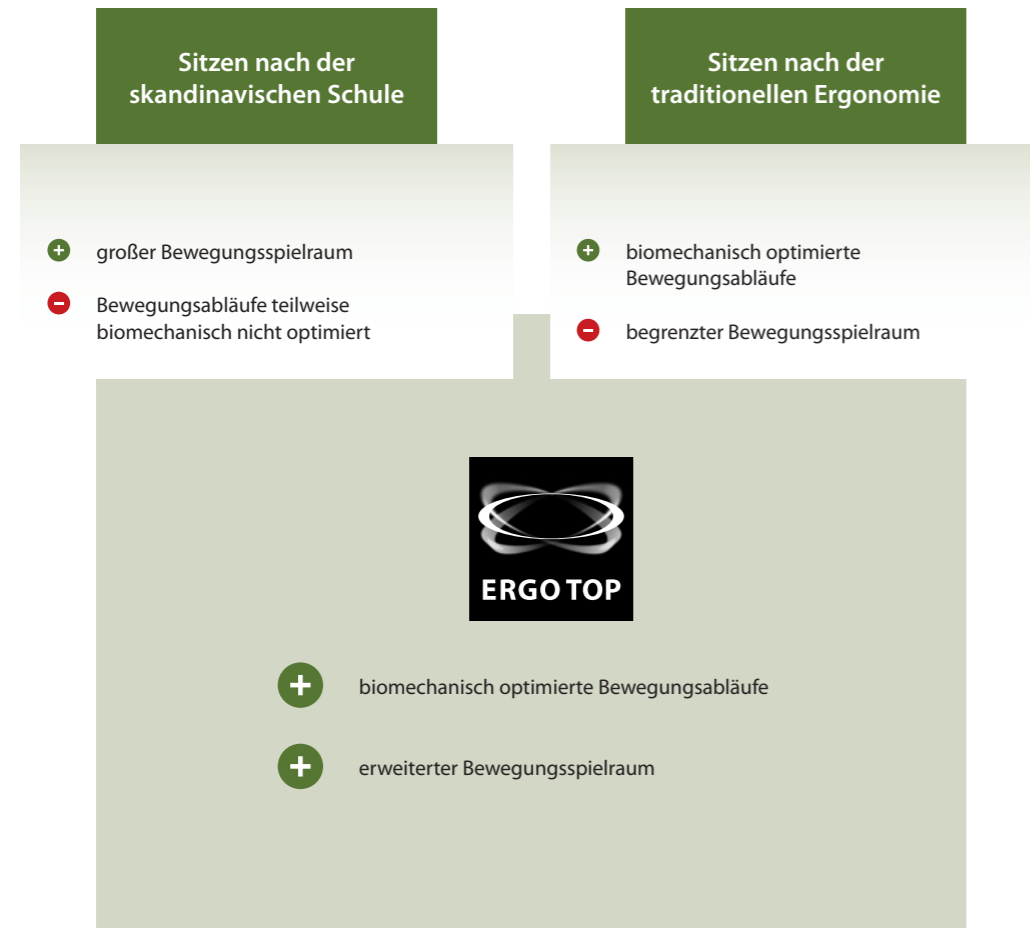 Sitzen nach der
skandinavischen Schule
großer Bewegungsspielraum
Bewegungsabläufe teilweise
biomechanisch nicht optimiert
Sitzen nach der
traditionellen Ergonomie
biomechanisch optimierte
Bewegungsabläufe
begrenzter Bewegungsspielraum
ERGO TOP
biomechanisch optimierte Bewegungsabläufe
erweiterter Bewegungsspielraum